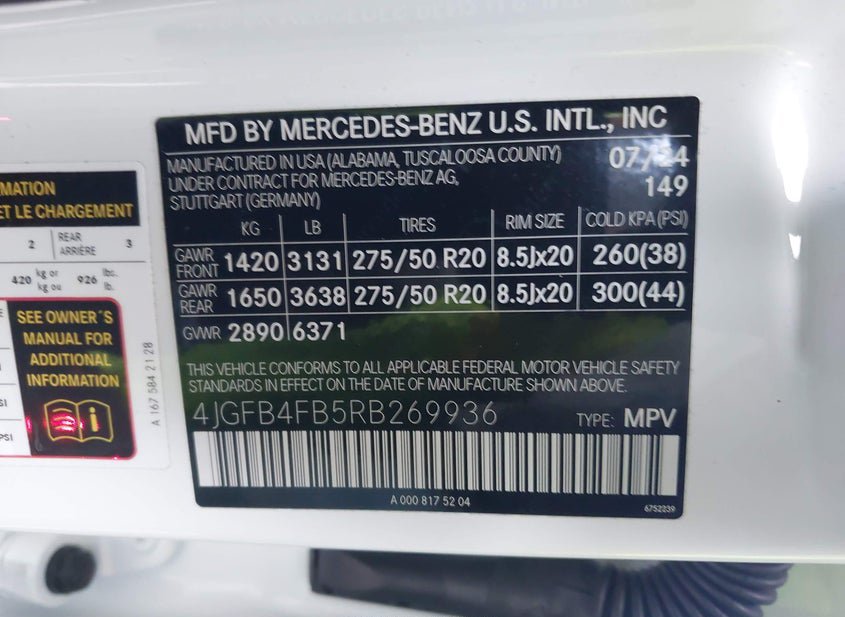 MFD BY MERCEDES-BENZ U.S. INTL., INC
MANUFACTURED IN USA (ALABAMA, TUSCALOOSA COUNTY) 07/24
UNDER CONTRACT FOR MERCEDES-BENZ AG, 149
STUTTGART (GERMANY)
KG LB TIRES RIM SIZE COLD KPA(PSI)
GAWR FRONT 1420 3131 275/50 R20 8.5Jx20 260(38)
GAWR REAR 1650 3638 275/50 R20 8.5Jx20 300(44)
GVWR 2890 6371
THIS VEHICLE CONFORMS TO ALL APPLICABLE FEDERAL MOTOR VEHICLE SAFETY
STANDARDS IN EFFECT ON THE DATE OF MANUFACTURE SHOWN ABOVE.
4JGFB4FB5RB269936 TYPE: MPV
A 000 817 52 04
6752239
MATION
ET LE CHARGEMENT
2 REAR ARRIÈRE 3
420 kg or kg ou 926 lbs. lb.
SEE OWNER'S
MANUAL FOR
ADDITIONAL
INFORMATION
SI
PSI
A 167 584 21 28